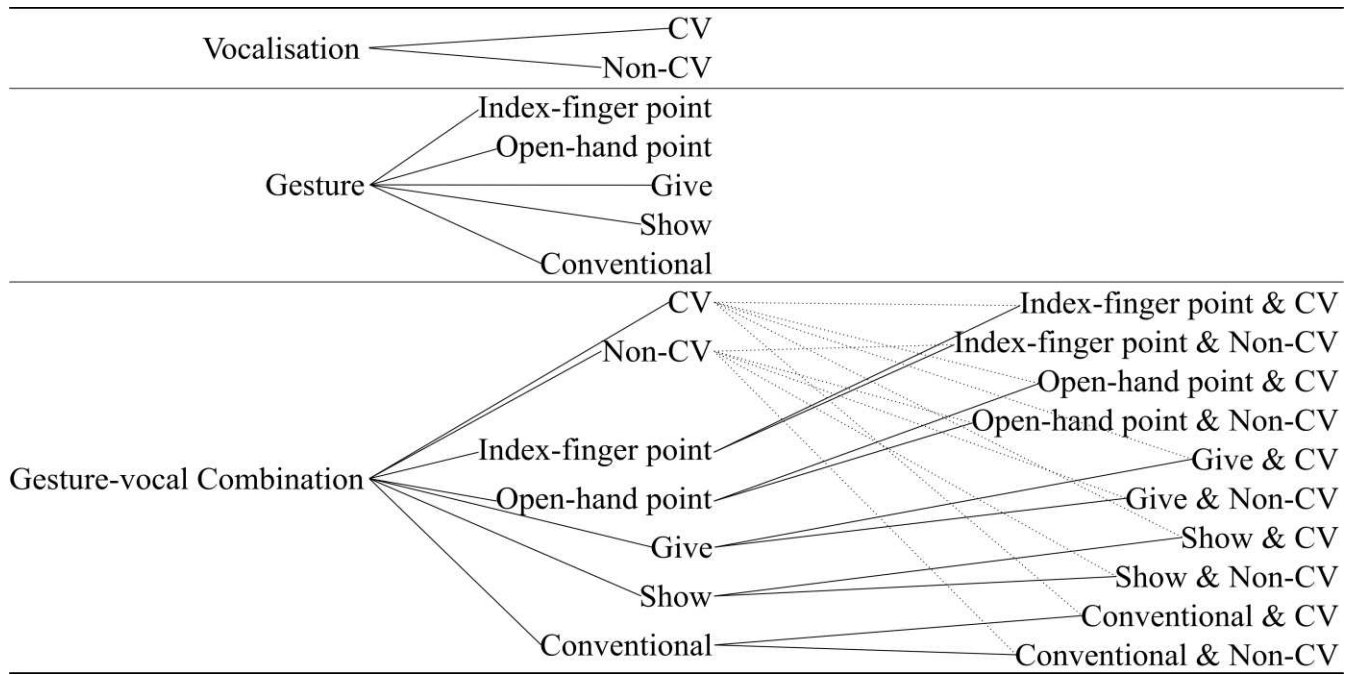 Vocalisation
CV
Non-CV
Gesture
Index-finger point
Open-hand point
Give
Show
Conventional
Gesture-vocal Combination
CV
Non-CV
Index-finger point
Open-hand point
Give
Show
Conventional
Index-finger point & CV
Index-finger point & Non-CV
Open-hand point & CV
Open-hand point & Non-CV
Give & CV
Give & Non-CV
Show & CV
Show & Non-CV
Conventional & CV
Conventional & Non-CV